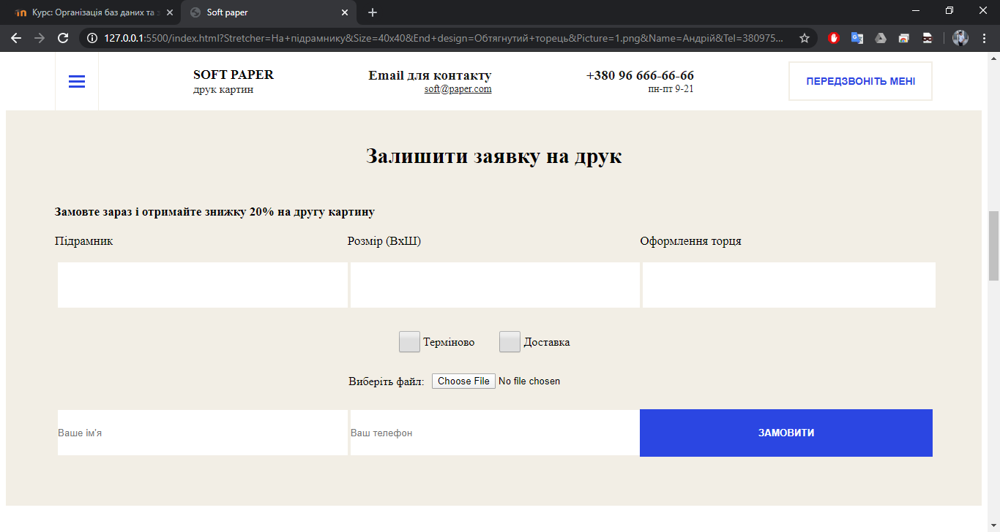 Курс: Організація баз даних та з
Soft paper
127.0.0.1:5500/index.html?Stretcher=На+підрамнику&Size=40x40&End+design=Обтягнутий+торець&Picture=1.png&Name=Андрій&Tel=380975...
SOFT PAPER
друк картин
Email для контакту
soft@paper.com
+380 96 666-66-66
пн-пт 9-21
ПЕРЕДЗВОНІТЬ МЕНІ
Залишити заявку на друк
Замовте зараз і отримайте знижку 20% на другу картину
Підрамник
Розмір (ВхШ)
Оформлення торця
Терміново
Доставка
Виберіть файл: Choose File No file chosen
Ваше ім'я
Ваш телефон
ЗАМОВИТИ